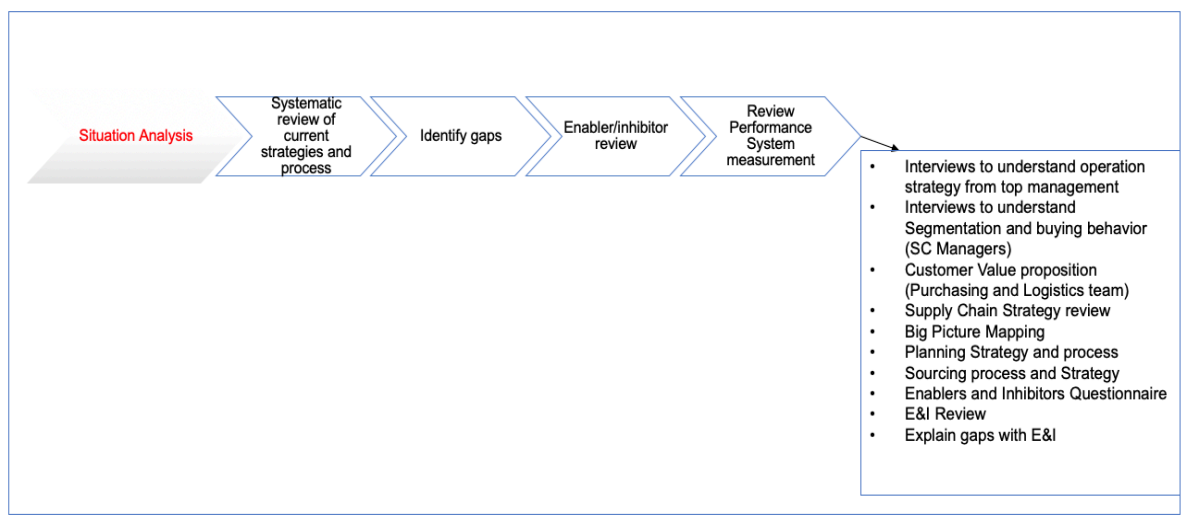 Situation Analysis
Systematic
review of
current
strategies and
process
Identify gaps
Enabler/inhibitor
review
Review
Performance
System
measurement
• Interviews to understand operation
strategy from top management
• Interviews to understand
Segmentation and buying behavior
(SC Managers)
• Customer Value proposition
(Purchasing and Logistics team)
• Supply Chain Strategy review
• Big Picture Mapping
• Planning Strategy and process
• Sourcing process and Strategy
• Enablers and Inhibitors Questionnaire
• E&I Review
• Explain gaps with E&I